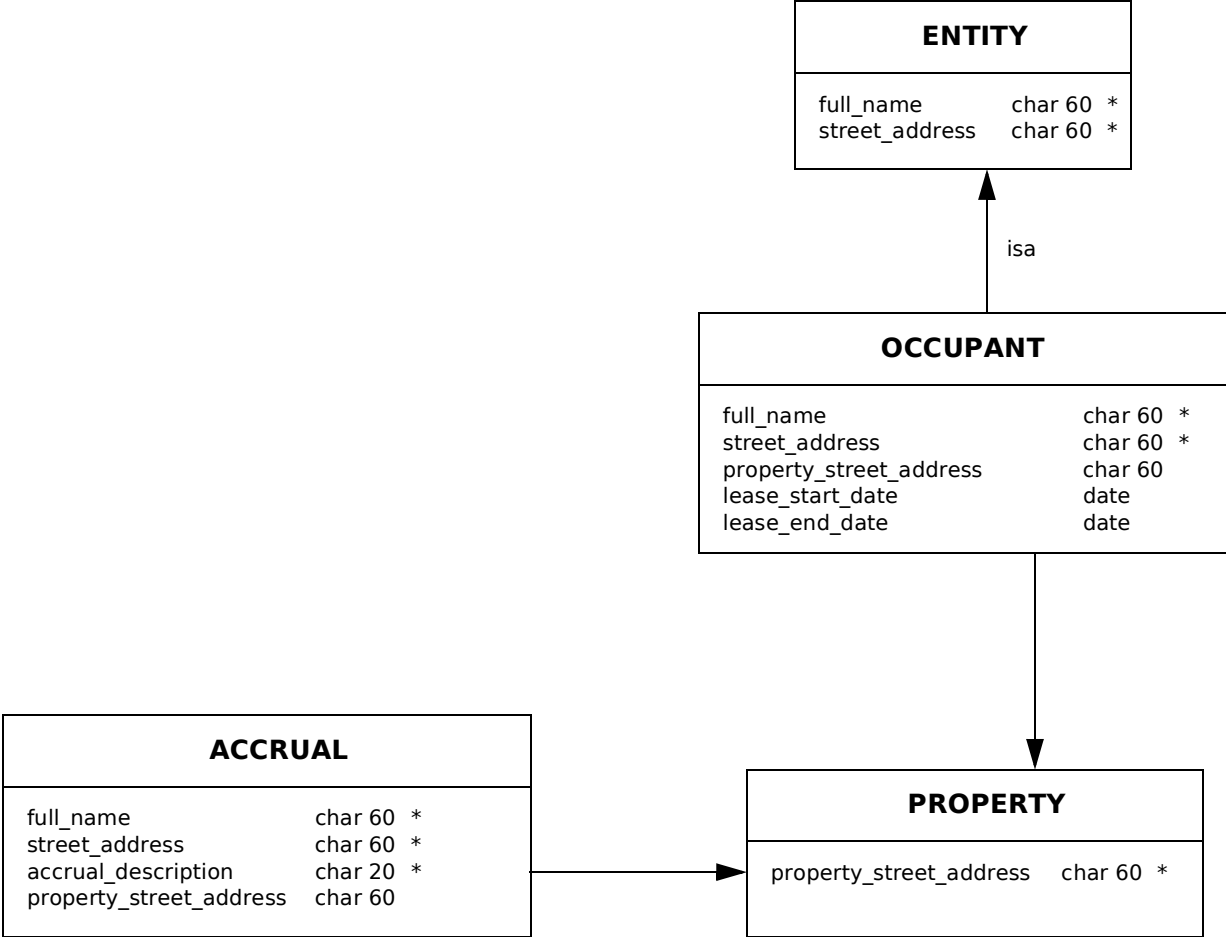 ENTITY
full_name char 60 *
street_address char 60 *
isa
OCCUPANT
full_name char 60 *
street_address char 60 *
property_street_address char 60
lease_start_date date
lease_end_date date
ACCRUAL
full_name char 60 *
street_address char 60 *
accrual_description char 20 *
property_street_address char 60
PROPERTY
property_street_address char 60 *